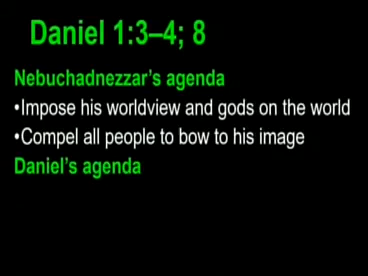 Daniel 1:3–4; 8
Nebuchadnezzar's agenda
•Impose his worldview and gods on the world
•Compel all people to bow to his image
Daniel's agenda